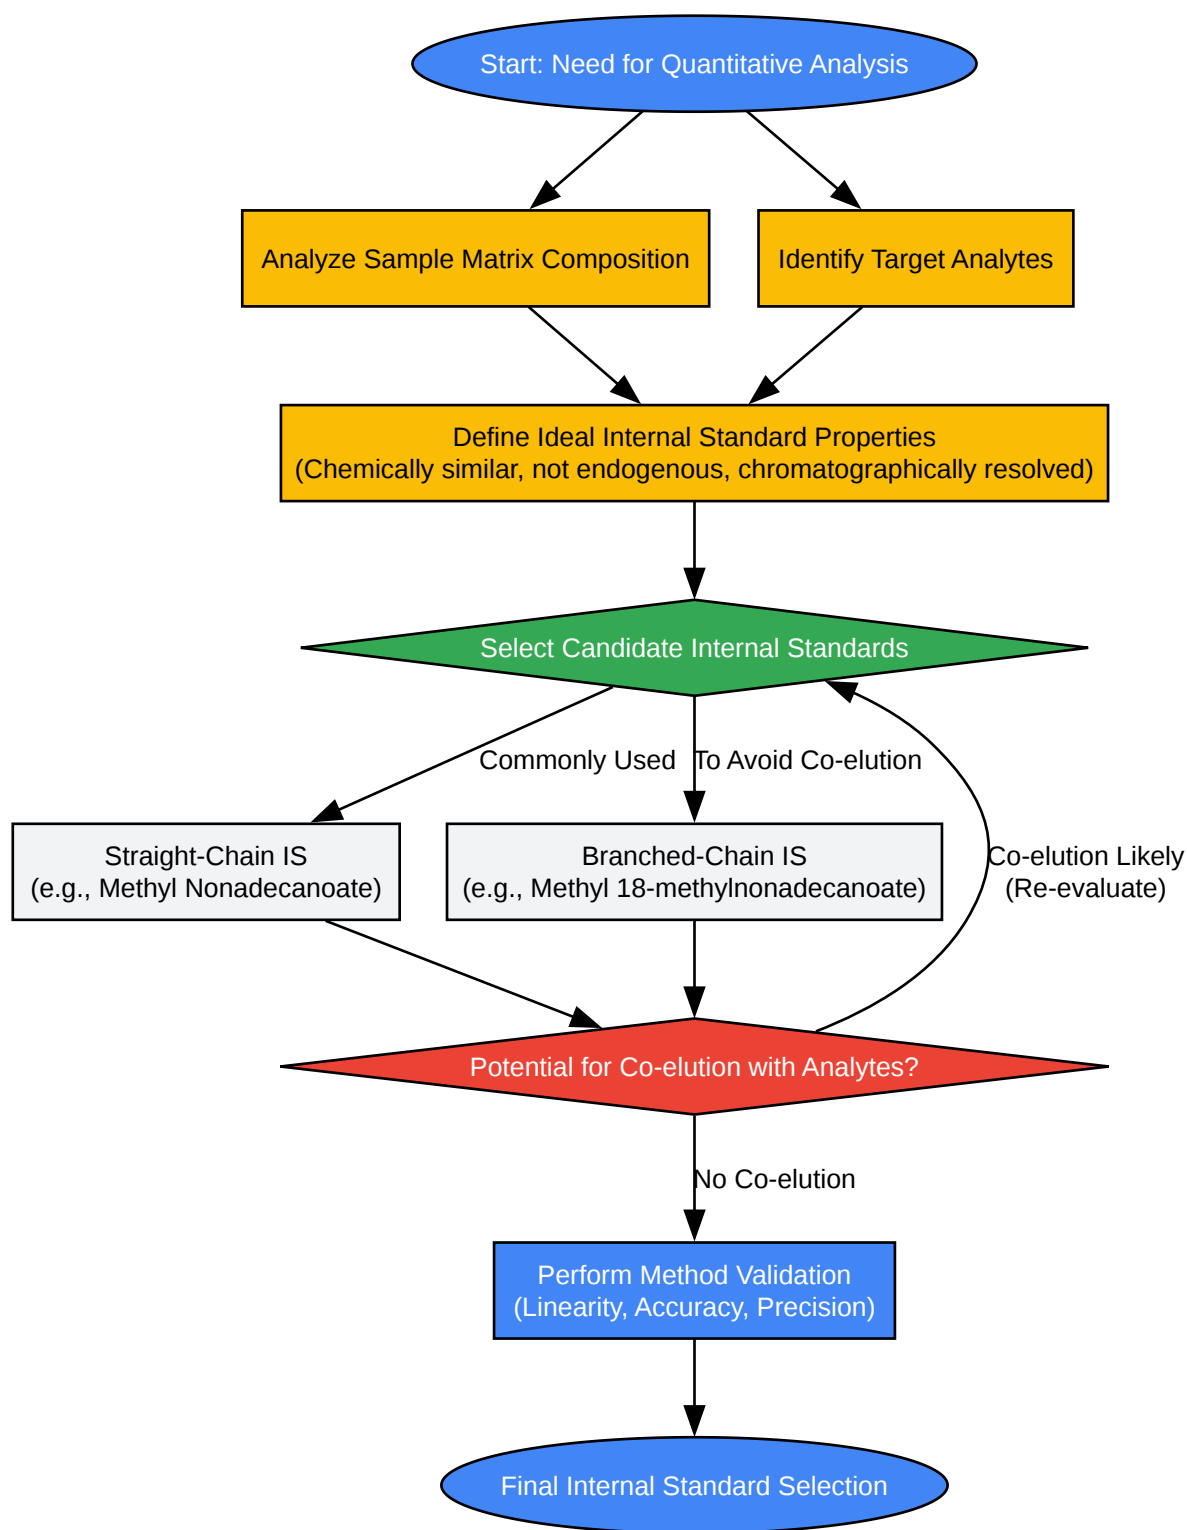 Start: Need for Quantitative Analysis
Analyze Sample Matrix Composition
Identify Target Analytes
Define Ideal Internal Standard Properties
(Chemically similar, not endogenous, chromatographically resolved)
Select Candidate Internal Standards
Commonly Used
To Avoid Co-elution
Straight-Chain IS
(e.g., Methyl Nonadecanoate)
Branched-Chain IS
(e.g., Methyl 18-methylnonadecanoate)
Co-elution Likely
(Re-evaluate)
Potential for Co-elution with Analytes?
No Co-elution
Perform Method Validation
(Linearity, Accuracy, Precision)
Final Internal Standard Selection